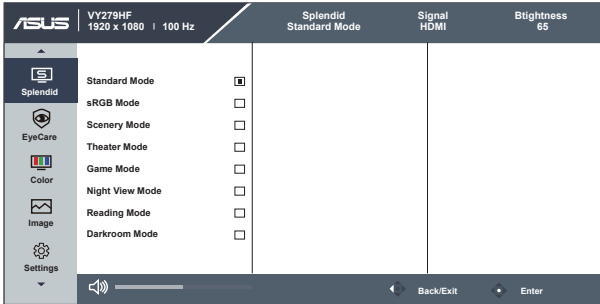 ASUS
VY279HF
1920 x 1080 | 100 Hz
Splendid
Standard Mode
Signal
HDMI
Btightness
65
Splendid
EyeCare
Color
Image
Settings
Standard Mode
sRGB Mode
Scenery Mode
Theater Mode
Game Mode
Night View Mode
Reading Mode
Darkroom Mode
Back/Exit
Enter